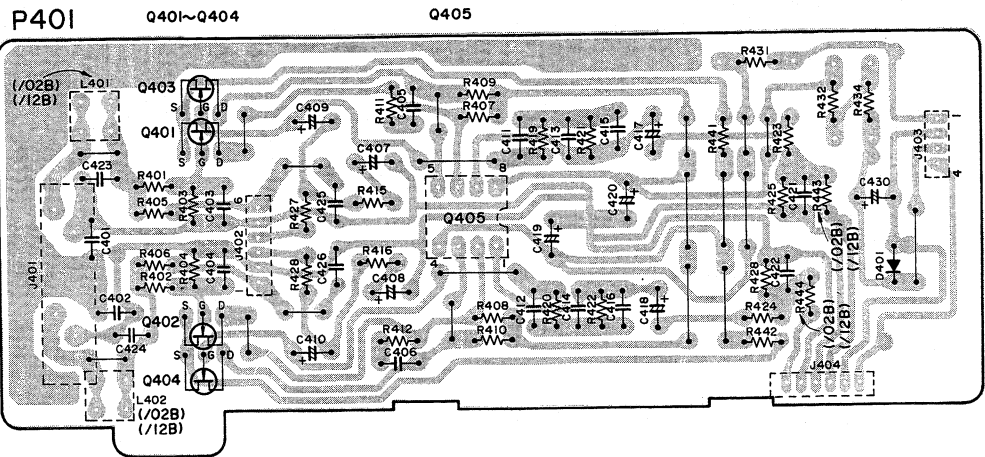 P401
Q401~Q404
Q405
(/02B)
(/12B)
L401
Q403
S G D
Q401
S G D
C423
R401
R405
R403
C403
C401
J401
J402
6
R406
R402
R404
C404
C402
C424
Q402
S G D
S G D
Q404
L402
(/02B)
(/12B)
C409
R411
C405
R409
R407
C407
R415
R427
C425
R428
C426
R416
C408
C410
R412
C406
R408
R410
5
8
Q405
4
1
C411
R419
C413
R421
C415
C417
C420
C419
C412
R420
C414
R422
C416
C418
R431
R441
R423
R432
R434
J403
1
4
R425
C421
R443
C430
(/02B)
(/12B)
D401
R428
C422
R444
R424
R442
(/02B)
(/12B)
J404